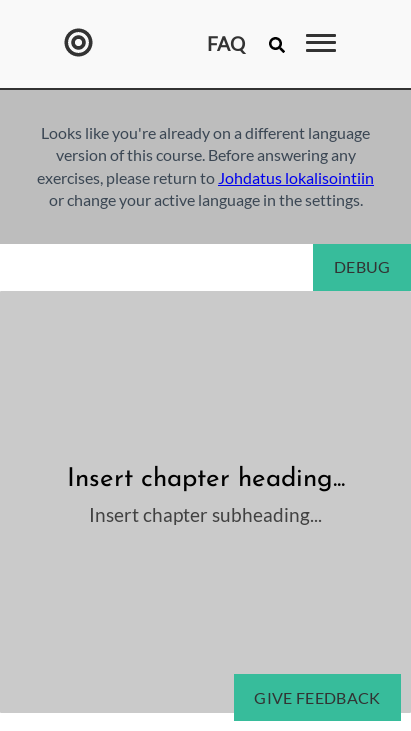 FAQ
Looks like you're already on a different language
version of this course. Before answering any
exercises, please return to Johdatus lokalisointiin
or change your active language in the settings.
DEBUG
Insert chapter heading...
Insert chapter subheading...
GIVE FEEDBACK